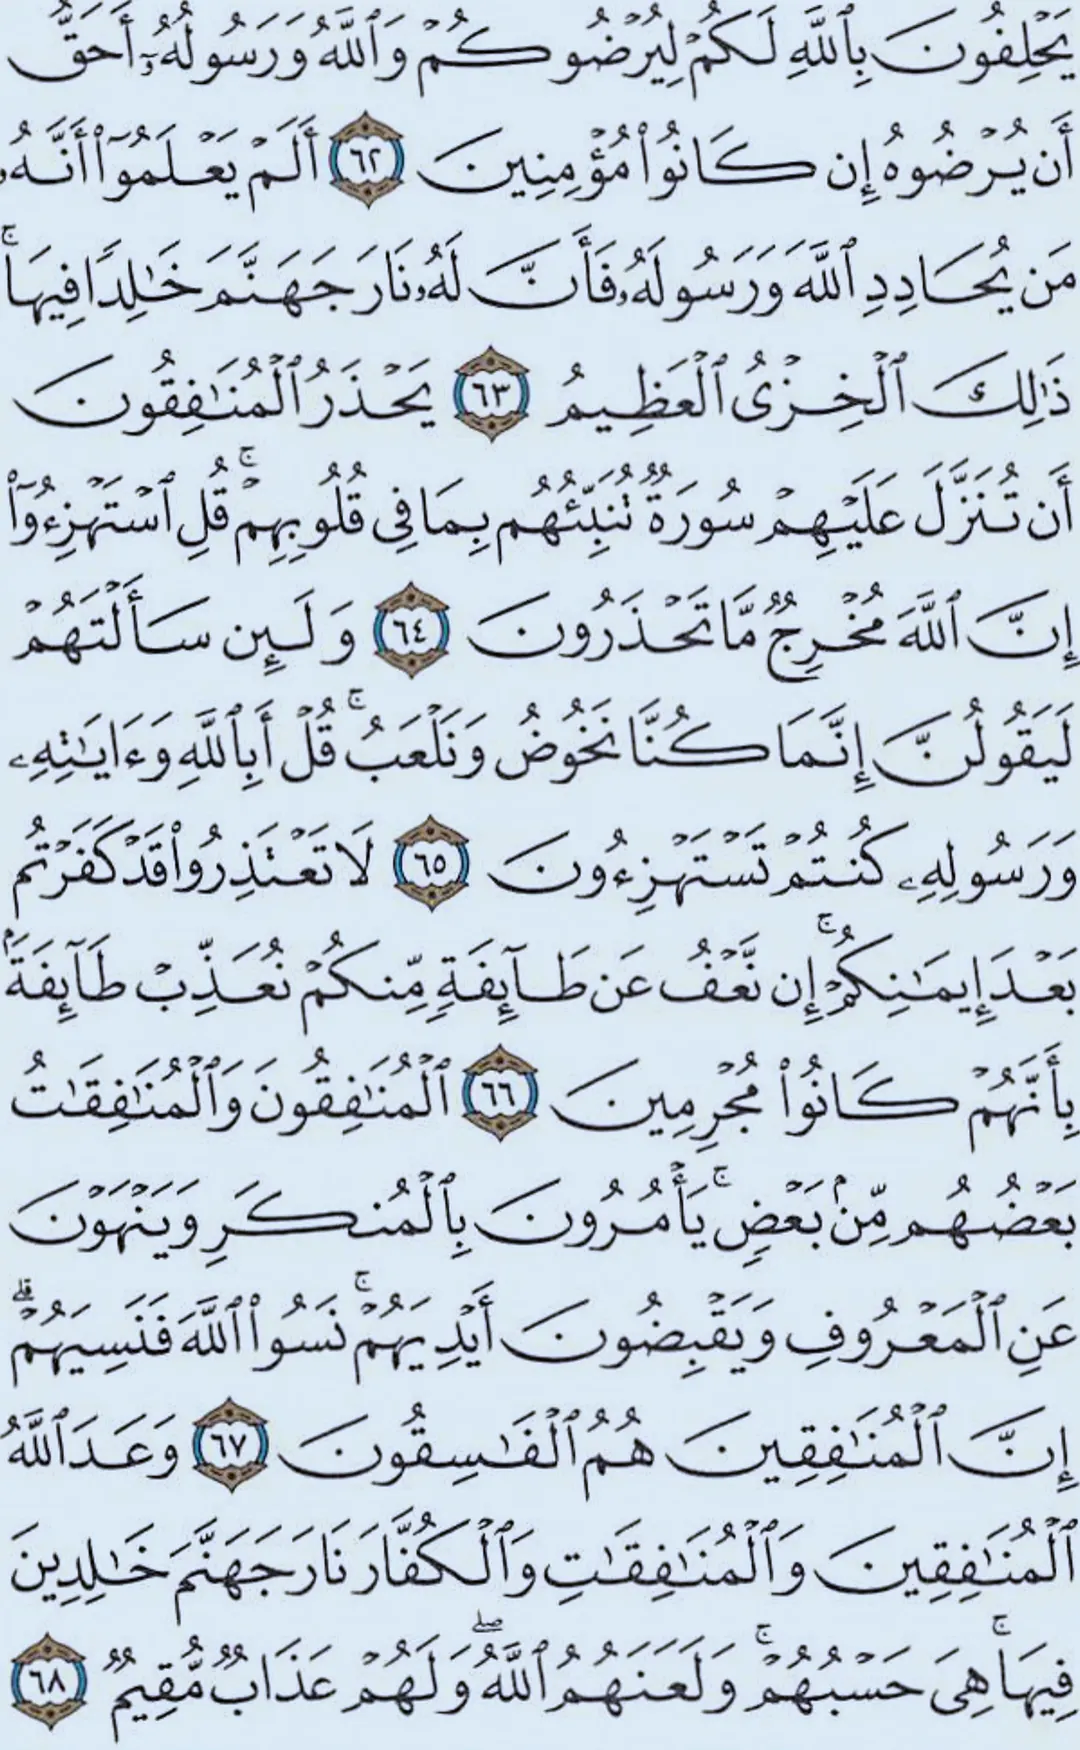 يَحۡلِفُونَ بِٱللَّهِ لَكُمۡ لِيُرۡضُوكُمۡ وَٱللَّهُ وَرَسُولُهُۥٓ أَحَقُّ
أَن يُرۡضُوهُ إِن كَانُواْ مُؤۡمِنِينَ ٦٢ أَلَمۡ يَعۡلَمُوٓاْ أَنَّهُۥ
مَن يُحَادِدِ ٱللَّهَ وَرَسُولَهُۥ فَأَنَّ لَهُۥ نَارَ جَهَنَّمَ خَٰلِدٗا فِيهَاۚ
ذَٰلِكَ ٱلۡخِزۡيُ ٱلۡعَظِيمُ ٦٣ يَحۡذَرُ ٱلۡمُنَٰفِقُونَ
أَن تُنَزَّلَ عَلَيۡهِمۡ سُورَةٞ تُنَبِّئُهُم بِمَا فِي قُلُوبِهِمۡۚ قُلِ ٱسۡتَهۡزِءُوٓاْ
إِنَّ ٱللَّهَ مُخۡرِجٞ مَّا تَحۡذَرُونَ ٦٤ وَلَئِن سَأَلۡتَهُمۡ
لَيَقُولُنَّ إِنَّمَا كُنَّا نَخُوضُ وَنَلۡعَبُۚ قُلۡ أَبِٱللَّهِ وَءَايَٰتِهِۦ
وَرَسُولِهِۦ كُنتُمۡ تَسۡتَهۡزِءُونَ ٦٥ لَا تَعۡتَذِرُواْ قَدۡ كَفَرۡتُم
بَعۡدَ إِيمَٰنِكُمۡۚ إِن نَّعۡفُ عَن طَآئِفَةٖ مِّنكُمۡ نُعَذِّبۡ طَآئِفَةَۢ
بِأَنَّهُمۡ كَانُواْ مُجۡرِمِينَ ٦٦ ٱلۡمُنَٰفِقُونَ وَٱلۡمُنَٰفِقَٰتُ
بَعۡضُهُم مِّنۢ بَعۡضٖۚ يَأۡمُرُونَ بِٱلۡمُنكَرِ وَيَنۡهَوۡنَ
عَنِ ٱلۡمَعۡرُوفِ وَيَقۡبِضُونَ أَيۡدِيَهُمۡۚ نَسُواْ ٱللَّهَ فَنَسِيَهُمۡۗ
إِنَّ ٱلۡمُنَٰفِقِينَ هُمُ ٱلۡفَٰسِقُونَ ٦٧ وَعَدَ ٱللَّهُ
ٱلۡمُنَٰفِقِينَ وَٱلۡمُنَٰفِقَٰتِ وَٱلۡكُفَّارَ نَارَ جَهَنَّمَ خَٰلِدِينَ
فِيهَاۚ هِيَ حَسۡبُهُمۡۚ وَلَعَنَهُمُ ٱللَّهُۖ وَلَهُمۡ عَذَابٞ مُّقِيمٞ ٦٨